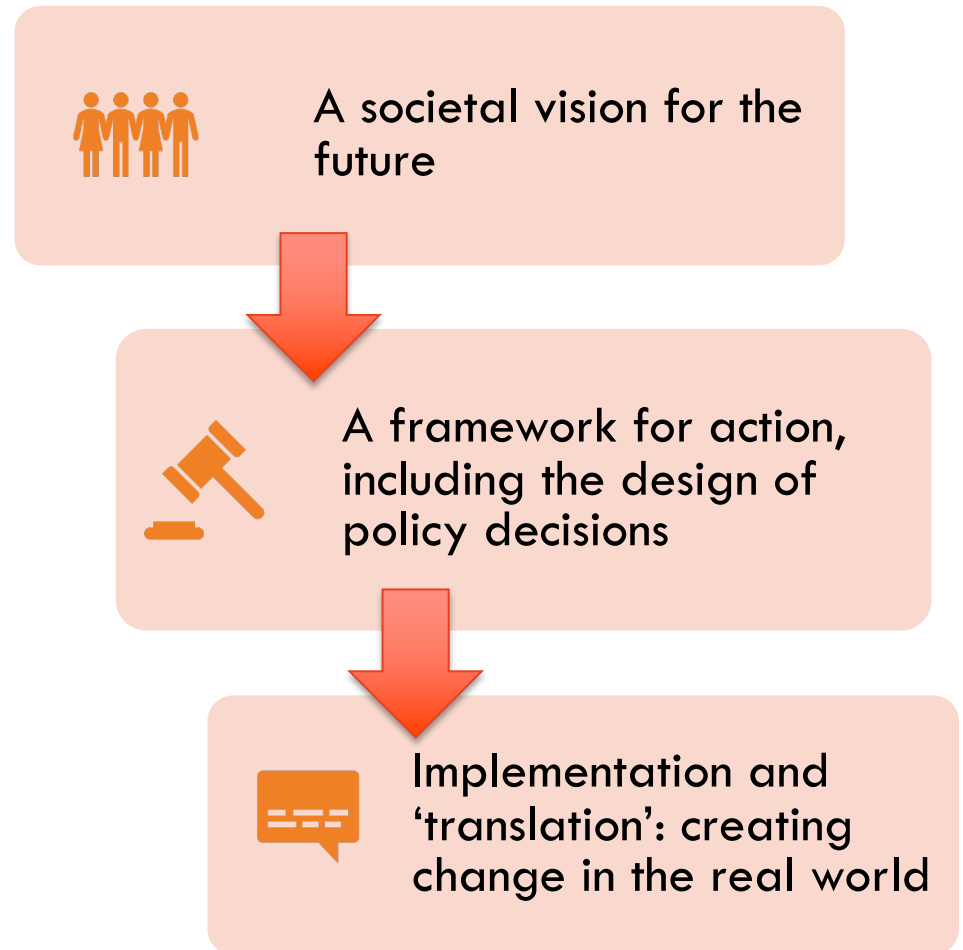 A societal vision for the
future
A framework for action,
including the design of
policy decisions
Implementation and
‘translation’: creating
change in the real world